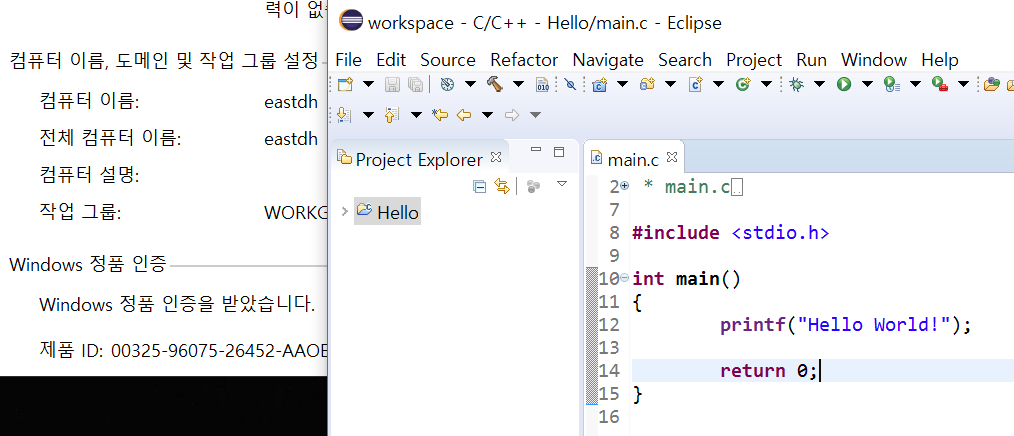 력이 없
컴퓨터 이름, 도메인 및 작업 그룹 설정
컴퓨터 이름: eastdh
전체 컴퓨터 이름: eastdh
컴퓨터 설명:
작업 그룹: WORKG
Windows 정품 인증
Windows 정품 인증을 받았습니다.
제품 ID: 00325-96075-26452-AAOE
workspace - C/C++ - Hello/main.c - Eclipse
File Edit Source Refactor Navigate Search Project Run Window Help
Project Explorer
Hello
main.c
2 * main.c
7
8 #include <stdio.h>
9
10 int main()
11 {
12 printf("Hello World!");
13
14 return 0;
15 }
16